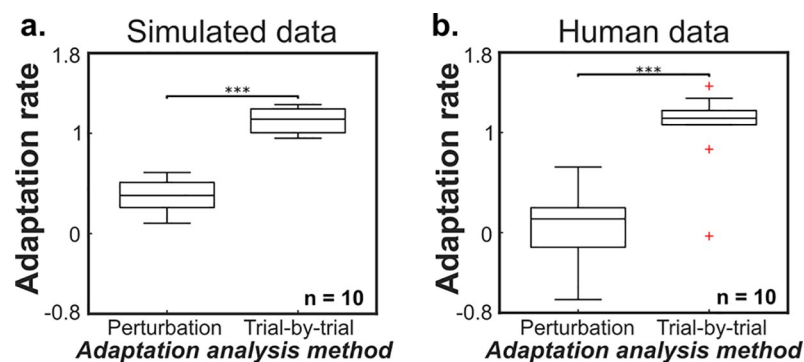 a.
Simulated data
1.8
1
0
-0.8
Adaptation rate
***
n = 10
Perturbation Trial-by-trial
Adaptation analysis method
b.
Human data
1.8
1
0
-0.8
Adaptation rate
***
n = 10
Perturbation Trial-by-trial
Adaptation analysis method